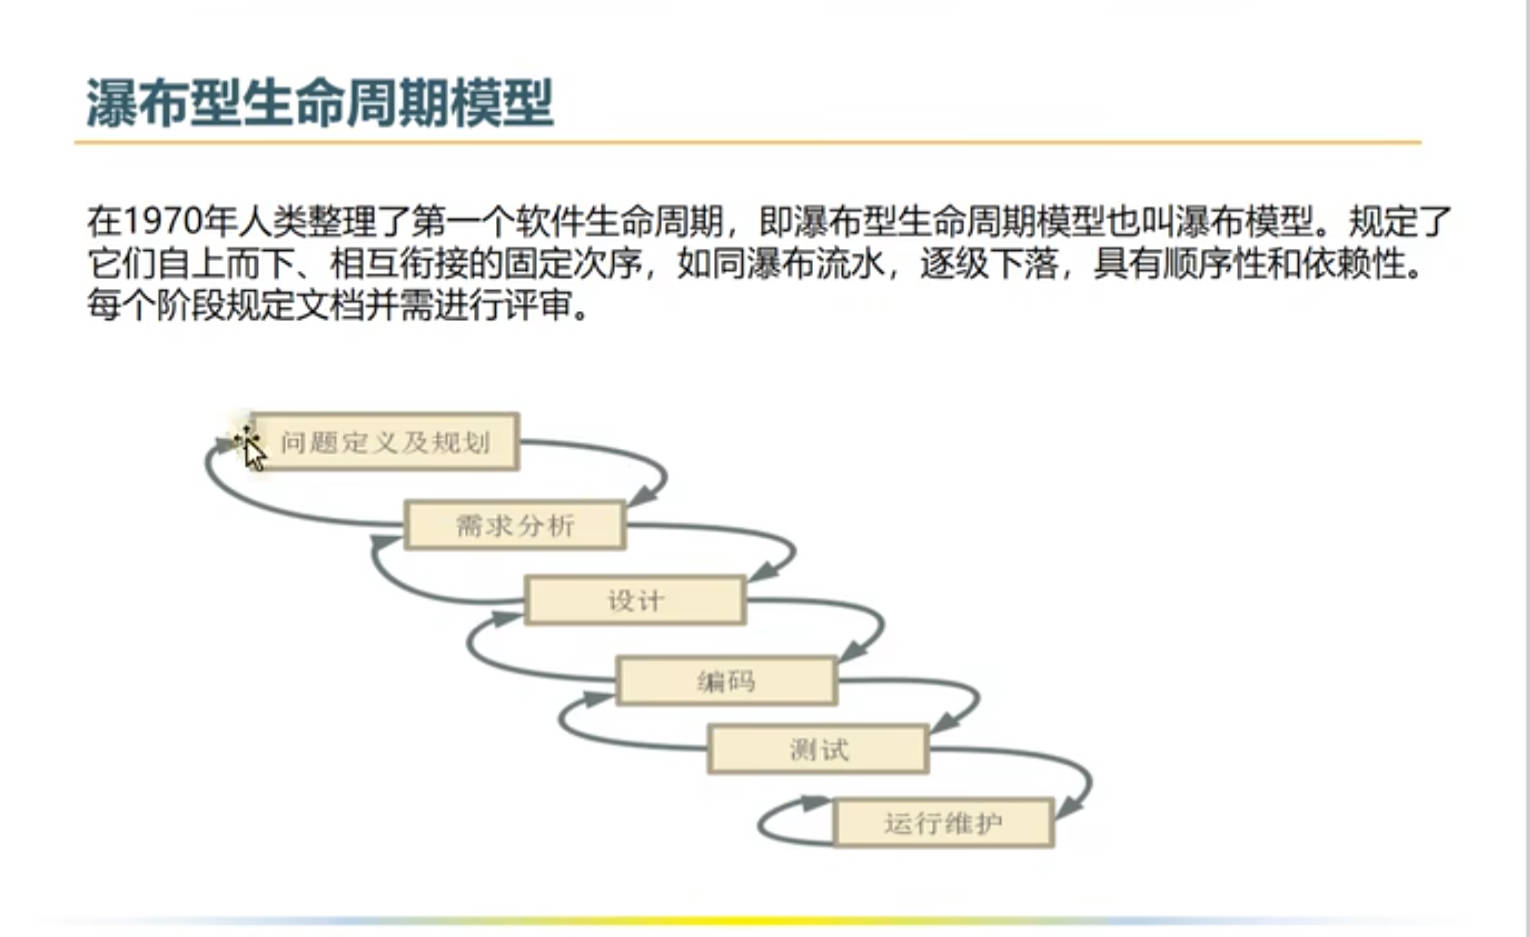 瀑布型生命周期模型
在1970年人类整理了第一个软件生命周期，即瀑布型生命周期模型也叫瀑布模型。规定了
它们自上而下、相互衔接的固定次序，如同瀑布流水，逐级下落，具有顺序性和依赖性。
每个阶段规定文档并需进行评审。
问题定义及规划
需求分析
设计
编码
测试
运行维护